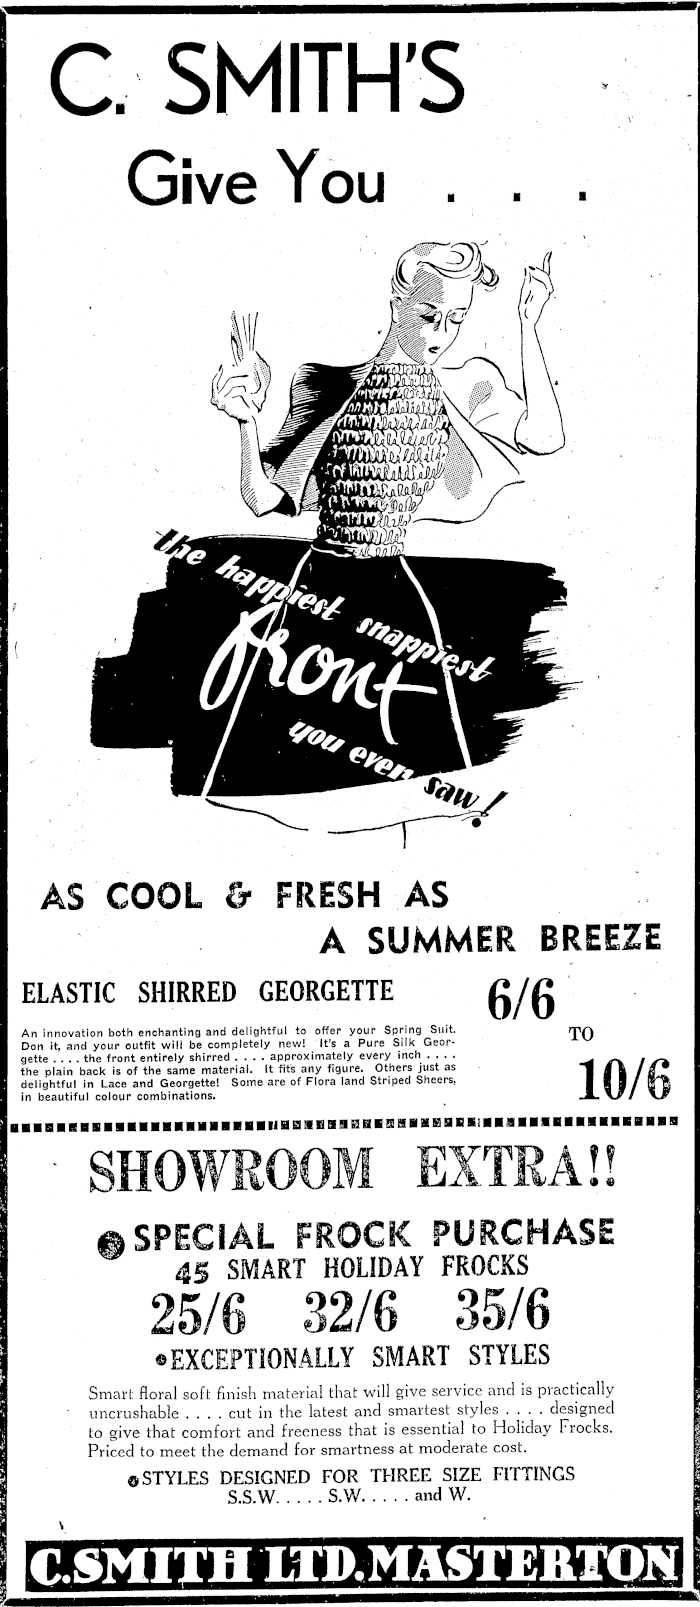 C. SMITH'S
Give You . . .
the happiest snappiest
front
you ever saw!
AS COOL & FRESH AS
A SUMMER BREEZE
ELASTIC SHIRRED GEORGETTE
6/6
TO
10/6
An innovation both enchanting and delightful to offer your Spring Suit.
Don it, and your outfit will be completely new! It's a Pure Silk Geor-
gette . . . . the front entirely shirred . . . . approximately every inch . . . .
the plain back is of the same material. It fits any figure. Others just as
delightful in Lace and Georgette! Some are of Flora land Striped Sheers,
in beautiful colour combinations.
SHOWROOM EXTRA!!
SPECIAL FROCK PURCHASE
45 SMART HOLIDAY FROCKS
25/6 32/6 35/6
EXCEPTIONALLY SMART STYLES
Smart floral soft finish material that will give service and is practically
uncrushable . . . . cut in the latest and smartest styles . . . . designed
to give that comfort and freeness that is essential to Holiday Frocks.
Priced to meet the demand for smartness at moderate cost.
STYLES DESIGNED FOR THREE SIZE FITTINGS
S.S.W. . . . . S.W. . . . . and W.
C.SMITH LTD.MASTERTON